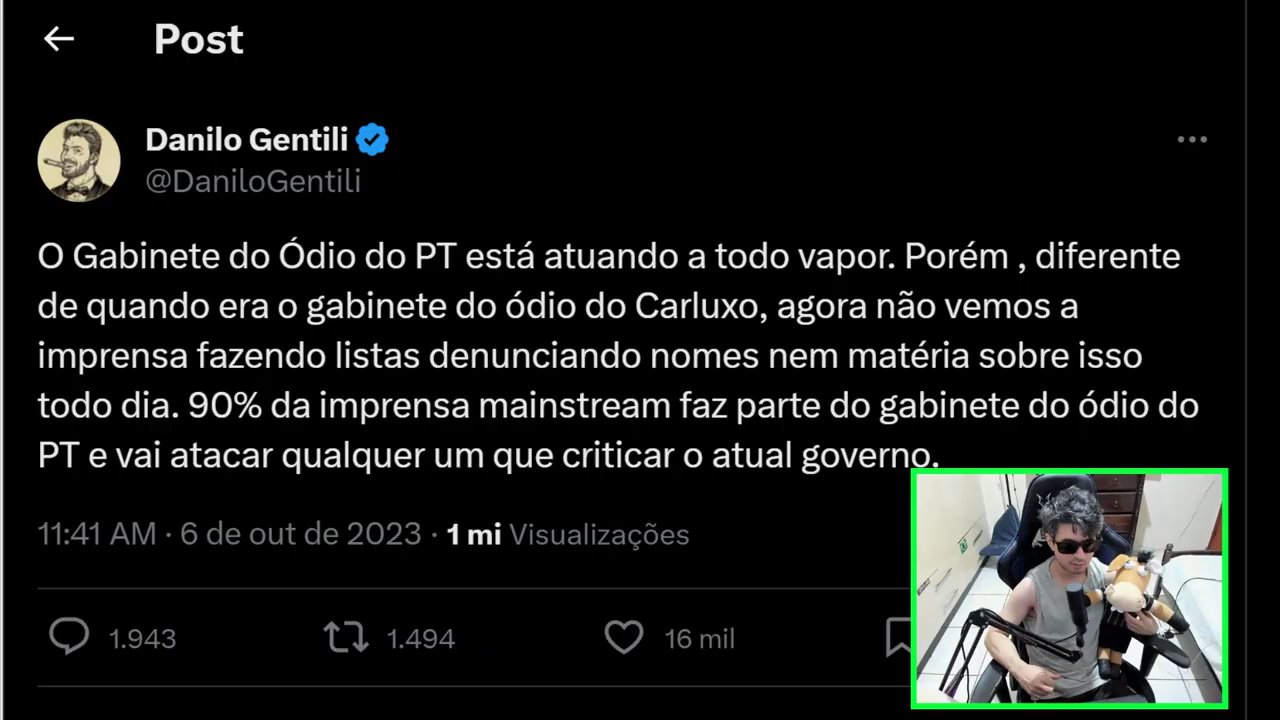 Post
Danilo Gentili
@DaniloGentili
O Gabinete do Ódio do PT está atuando a todo vapor. Porém , diferente
de quando era o gabinete do ódio do Carluxo, agora não vemos a
imprensa fazendo listas denunciando nomes nem matéria sobre isso
todo dia. 90% da imprensa mainstream faz parte do gabinete do ódio do
PT e vai atacar qualquer um que criticar o atual governo.
11:41 AM · 6 de out de 2023 · 1 mi Visualizações
1.943 1.494 16 mil